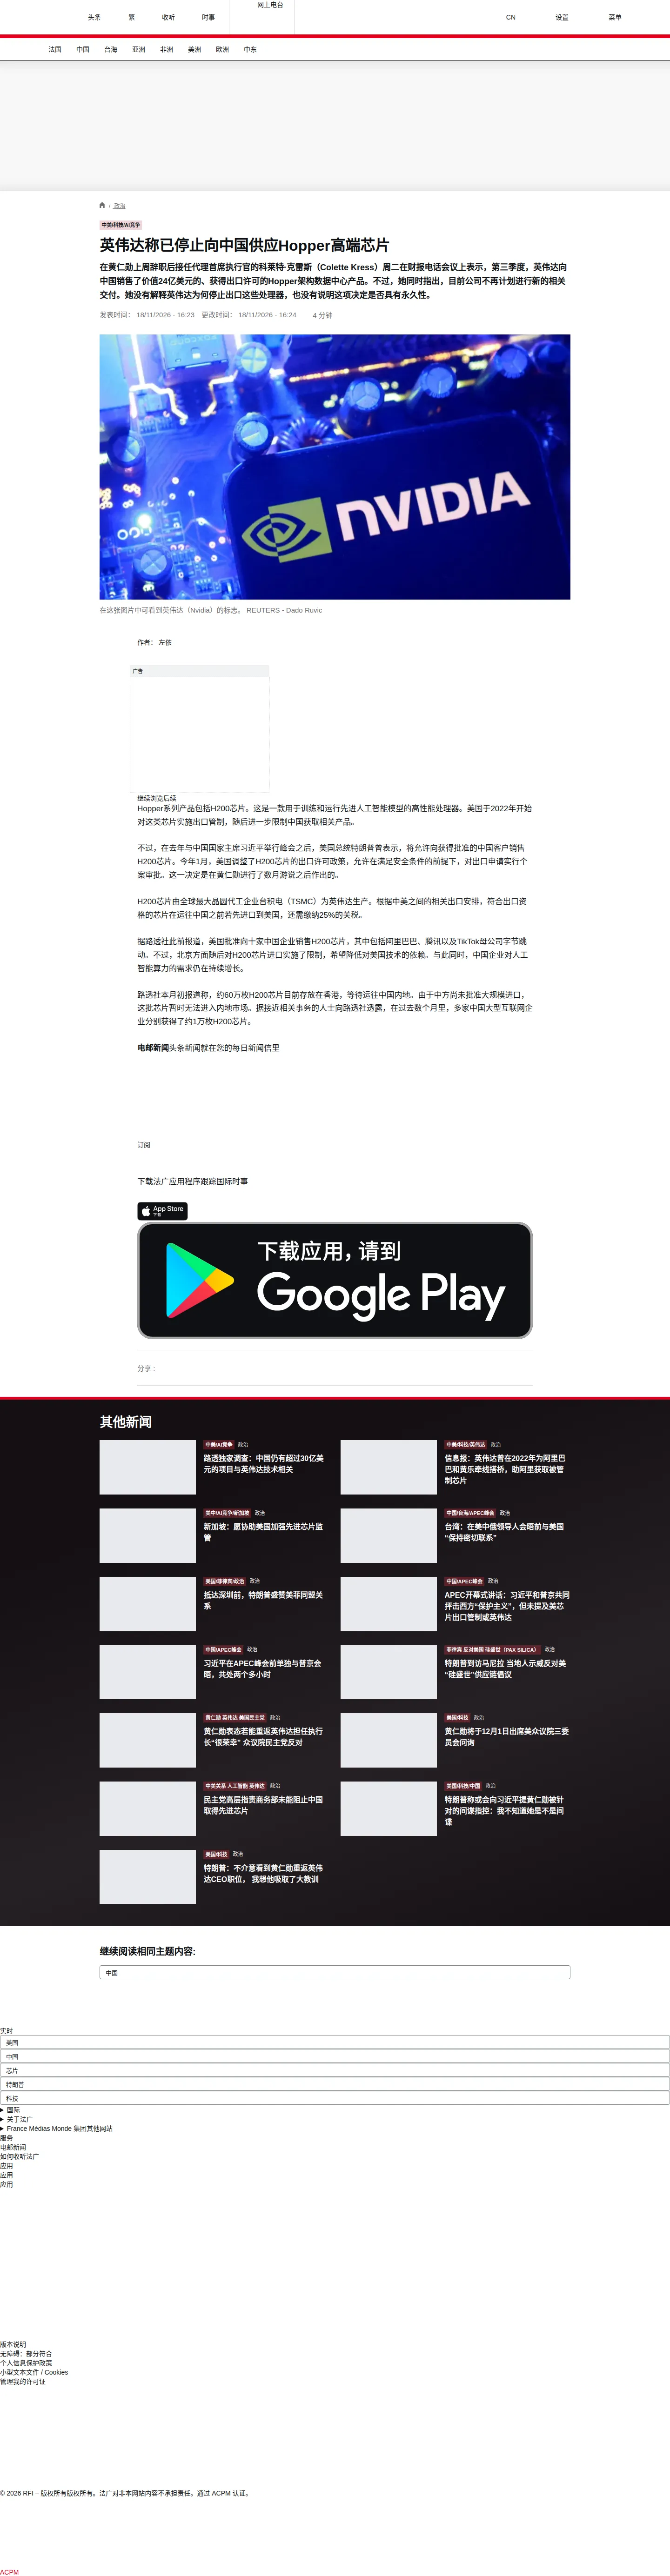 头条
繁
收听
时事
网上电台
CN
设置
菜单
法国
中国
台海
亚洲
非洲
美洲
欧洲
中东
/ 政治
中美/科技/AI竞争
英伟达称已停止向中国供应Hopper高端芯片
在黄仁勋上周辞职后接任代理首席执行官的科莱特·克雷斯（Colette Kress）周二在财报电话会议上表示，第三季度，英伟达向
中国销售了价值24亿美元的、获得出口许可的Hopper架构数据中心产品。不过，她同时指出，目前公司不再计划进行新的相关
交付。她没有解释英伟达为何停止出口这些处理器，也没有说明这项决定是否具有永久性。
发表时间： 18/11/2026 - 16:23 更改时间： 18/11/2026 - 16:24
4 分钟
NVIDIA
在这张图片中可看到英伟达（Nvidia）的标志。 REUTERS - Dado Ruvic
作者： 左依
广告
继续浏览后续
Hopper系列产品包括H200芯片。这是一款用于训练和运行先进人工智能模型的高性能处理器。美国于2022年开始
对这类芯片实施出口管制，随后进一步限制中国获取相关产品。
不过，在去年与中国国家主席习近平举行峰会之后，美国总统特朗普曾表示，将允许向获得批准的中国客户销售
H200芯片。今年1月，美国调整了H200芯片的出口许可政策，允许在满足安全条件的前提下，对出口申请实行个
案审批。这一决定是在黄仁勋进行了数月游说之后作出的。
H200芯片由全球最大晶圆代工企业台积电（TSMC）为英伟达生产。根据中美之间的相关出口安排，符合出口资
格的芯片在运往中国之前若先进口到美国，还需缴纳25%的关税。
据路透社此前报道，美国批准向十家中国企业销售H200芯片，其中包括阿里巴巴、腾讯以及TikTok母公司字节跳
动。不过，北京方面随后对H200芯片进口实施了限制，希望降低对美国技术的依赖。与此同时，中国企业对人工
智能算力的需求仍在持续增长。
路透社本月初报道称，约60万枚H200芯片目前存放在香港，等待运往中国内地。由于中方尚未批准大规模进口，
这批芯片暂时无法进入内地市场。据接近相关事务的人士向路透社透露，在过去数个月里，多家中国大型互联网企
业分别获得了约1万枚H200芯片。
电邮新闻头条新闻就在您的每日新闻信里
订阅
下载法广应用程序跟踪国际时事
App Store
下载
下载应用，请到
Google Play
分享 :
其他新闻
中美/AI竞争 政治
路透独家调查：中国仍有超过30亿美
元的项目与英伟达技术相关
中美/科技/英伟达 政治
信息报：英伟达曾在2022年为阿里巴
巴和黄乐牵线搭桥，助阿里获取被管
制芯片
美中/AI竞争/新加坡 政治
新加坡：愿协助美国加强先进芯片监
管
中国/台海/APEC峰会 政治
台湾：在美中俄领导人会晤前与美国
“保持密切联系”
美国/菲律宾/政治 政治
抵达深圳前，特朗普盛赞美菲同盟关
系
中国/APEC峰会 政治
APEC开幕式讲话：习近平和普京共同
抨击西方“保护主义”，但未提及美芯
片出口管制或英伟达
中国/APEC峰会 政治
习近平在APEC峰会前单独与普京会
晤，共处两个多小时
菲律宾 反对美国 硅盛世（PAX SILICA） 政治
特朗普到访马尼拉 当地人示威反对美
“硅盛世”供应链倡议
黄仁勋 英伟达 美国民主党 政治
黄仁勋表态若能重返英伟达担任执行
长“很荣幸” 众议院民主党反对
美国/科技 政治
黄仁勋将于12月1日出席美众议院三委
员会问询
中美关系 人工智能 英伟达 政治
民主党高层指责商务部未能阻止中国
取得先进芯片
美国/科技/中国 政治
特朗普称或会向习近平提黄仁勋被针
对的间谍指控：我不知道她是不是间
谍
美国/科技 政治
特朗普：不介意看到黄仁勋重返英伟
达CEO职位， 我想他吸取了大教训
继续阅读相同主题内容:
中国
实时
美国
中国
芯片
特朗普
科技
国际
关于法广
France Médias Monde 集团其他网站
服务
电邮新闻
如何收听法广
应用
应用
应用
版本说明
无障碍：部分符合
个人信息保护政策
小型文本文件 / Cookies
管理我的许可证
© 2026 RFI – 版权所有版权所有。法广对非本网站内容不承担责任。通过 ACPM 认证。
ACPM